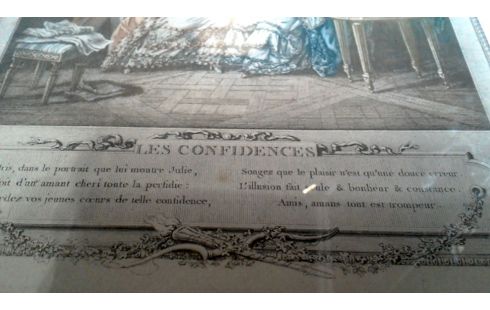 LES CONFIDENCES
dans le portrait que lui montre Julie,
d'un amant cheri toute la perfidie:
vos jeunes cœurs de telle confidence,
Songez que le plaisir n'est qu'une douce erreur.
L'illusion fait & bonheur & constance.
Amis, amans tout est trompeur.